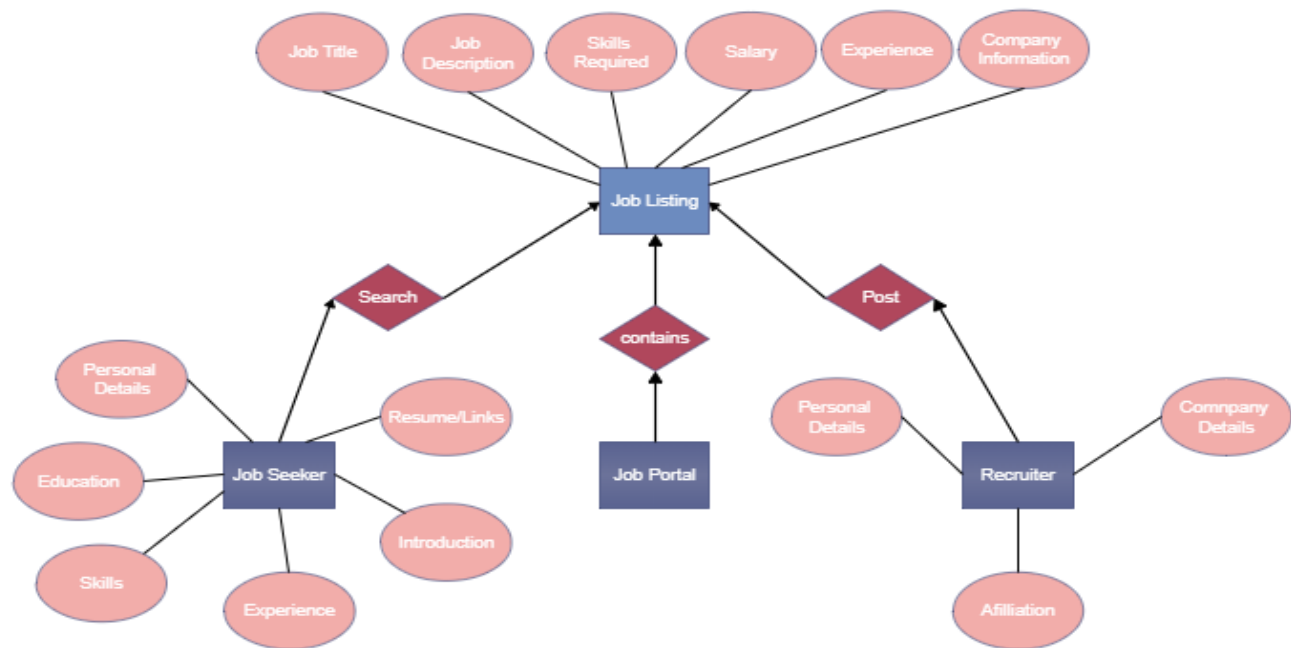 Job Title
Job
Description
Skills
Required
Salary
Experience
Company
Information
Job Listing
Search
Post
contains
Personal
Details
Resume/Links
Personal
Details
Comnpany
Details
Education
Job Seeker
Job Portal
Recruiter
Introduction
Skills
Experience
Afilliation